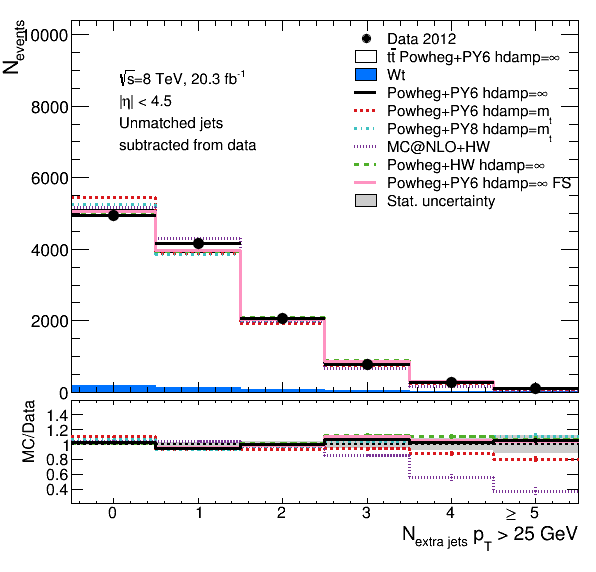 N_events
10000
8000
6000
4000
2000
0
√s=8 TeV, 20.3 fb⁻¹
|η| < 4.5
Unmatched jets
subtracted from data
Data 2012
tt̄ Powheg+PY6 hdamp=∞
Wt
Powheg+PY6 hdamp=∞
Powheg+PY6 hdamp=m_t
Powheg+PY8 hdamp=m_t
MC@NLO+HW
Powheg+HW hdamp=∞
Powheg+PY6 hdamp=∞ FS
Stat. uncertainty
MC/Data
1.4
1.2
1
0.8
0.6
0.4
0 1 2 3 4 ≥ 5
N_extra jets p_T > 25 GeV